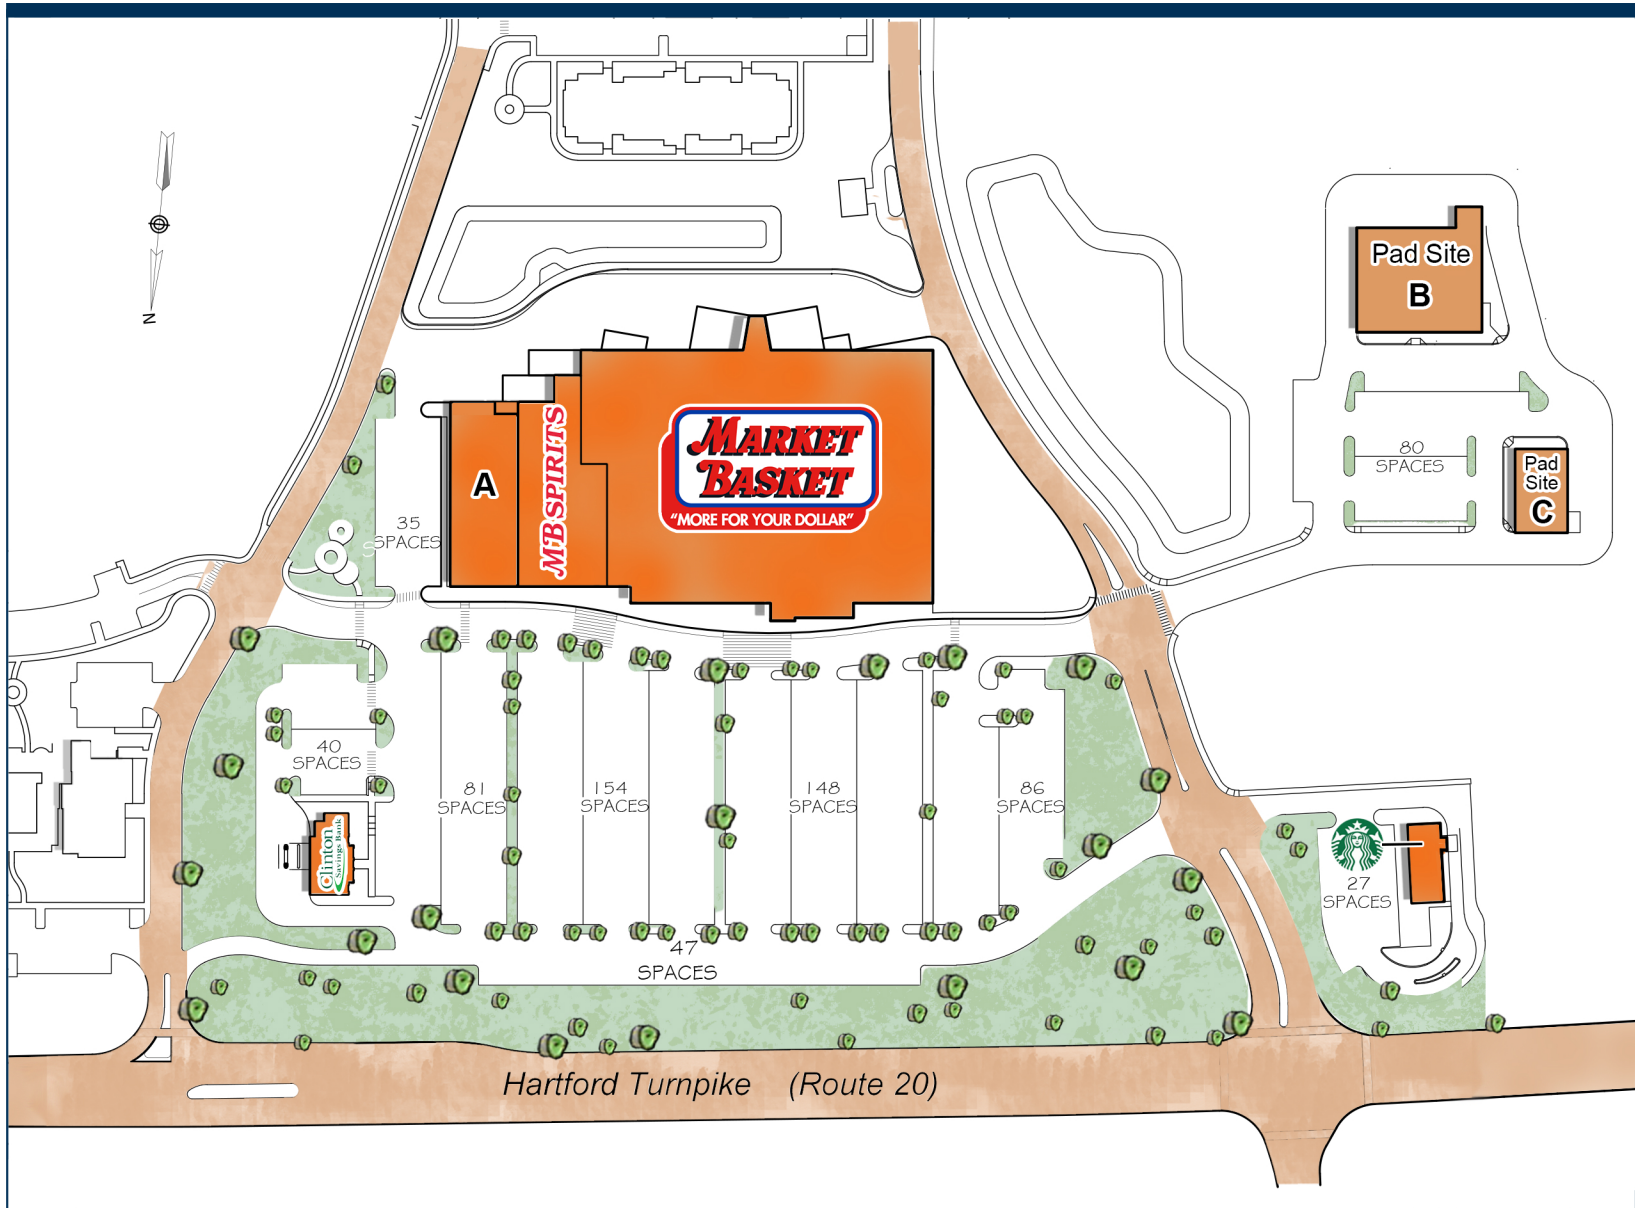 N
Pad Site
B
80
SPACES
Pad
Site
C
MARKET
BASKET
"MORE FOR YOUR DOLLAR"
MB SPIRITS
A
35
SPACES
40
SPACES
81
SPACES
154
SPACES
148
SPACES
86
SPACES
Clinton
Savings Bank
27
SPACES
47
SPACES
Hartford Turnpike (Route 20)